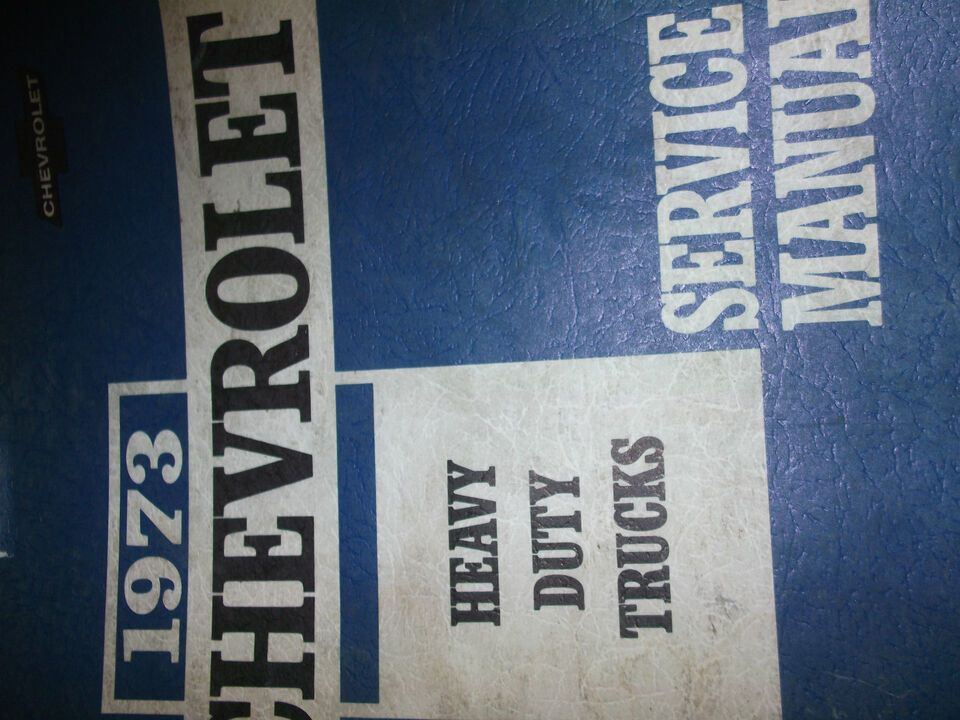 CHEVROLET
1973
CHEVROLET
HEAVY
DUTY
TRUCKS
SERVICE
MANUAL